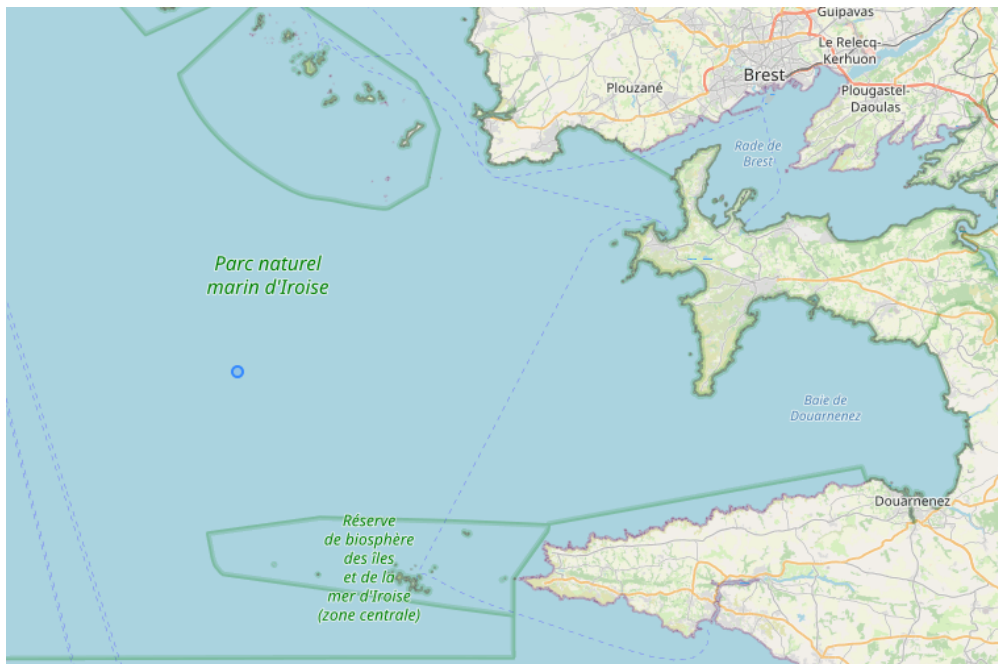 Guipavas
Le Relecq-
Kerhuon
Brest
Plouzané
Plougastel-
Daoulas
Rade de
Brest
Parc naturel
marin d'Iroise
Baie de
Douarnenez
Douarnenez
Réserve
de biosphère
des îles
et de la
mer d'Iroise
(zone centrale)